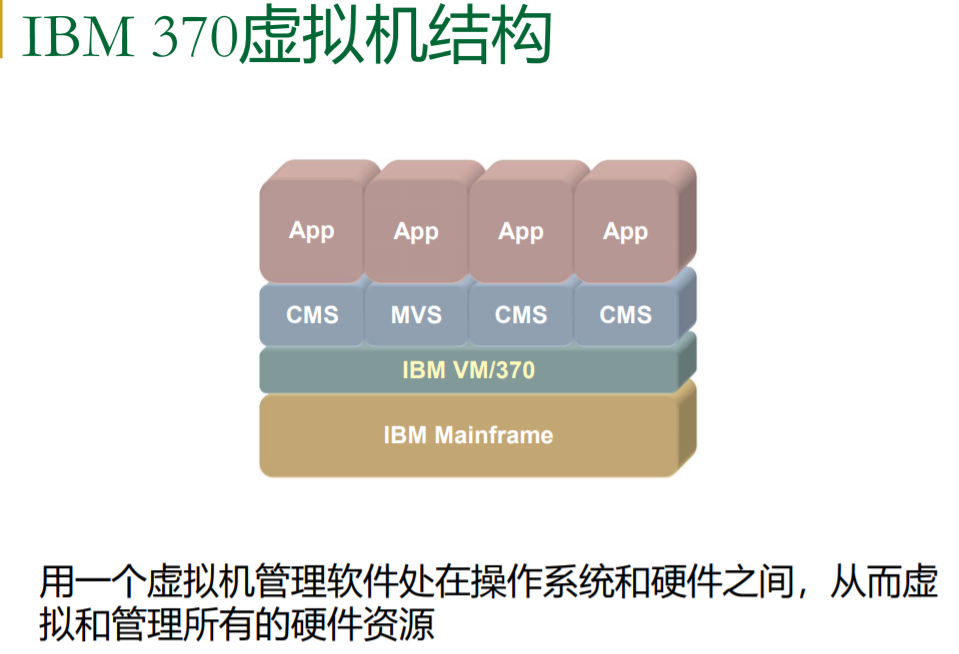 IBM 370虚拟机结构
App App App App
CMS MVS CMS CMS
IBM VM/370
IBM Mainframe
用一个虚拟机管理软件处在操作系统和硬件之间，从而虚
拟和管理所有的硬件资源